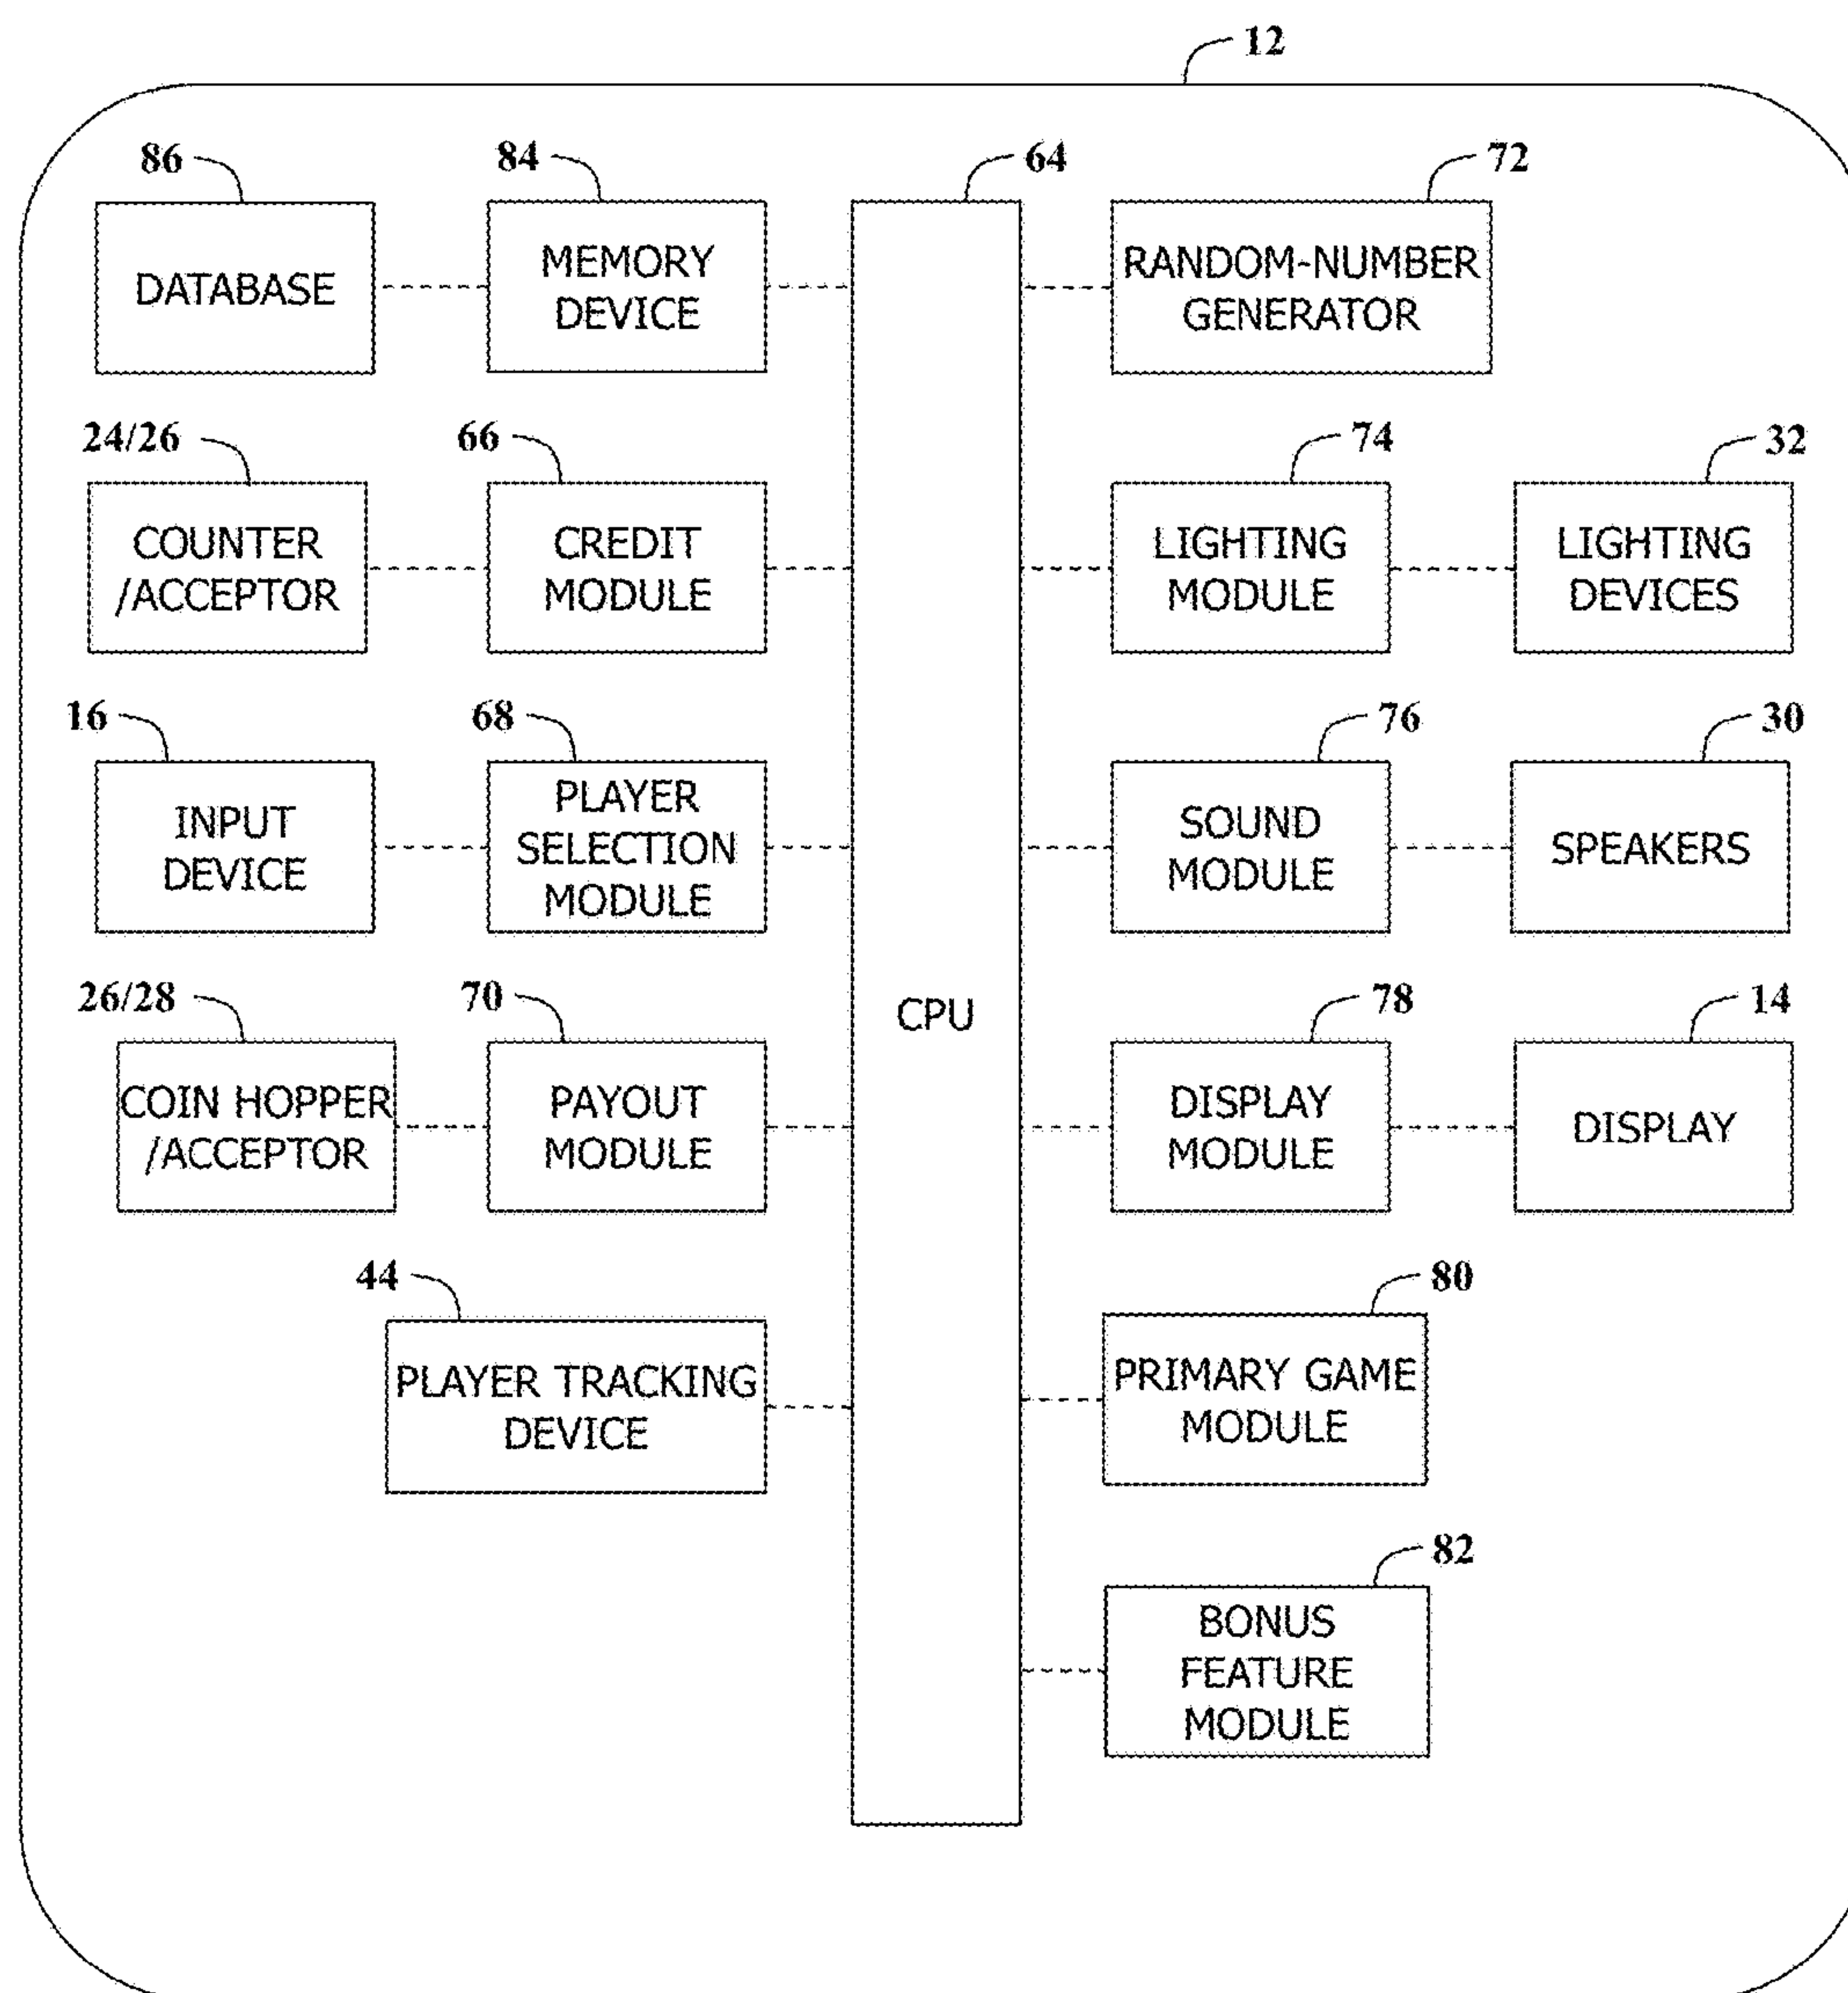 12
86
84
64
72
DATABASE
MEMORY
DEVICE
RANDOM-NUMBER
GENERATOR
24/26
66
74
32
COUNTER
/ACCEPTOR
CREDIT
MODULE
LIGHTING
MODULE
LIGHTING
DEVICES
16
68
76
30
INPUT
DEVICE
PLAYER
SELECTION
MODULE
SOUND
MODULE
SPEAKERS
26/28
70
CPU
78
14
COIN HOPPER
/ACCEPTOR
PAYOUT
MODULE
DISPLAY
MODULE
DISPLAY
44
80
PLAYER TRACKING
DEVICE
PRIMARY GAME
MODULE
82
BONUS
FEATURE
MODULE